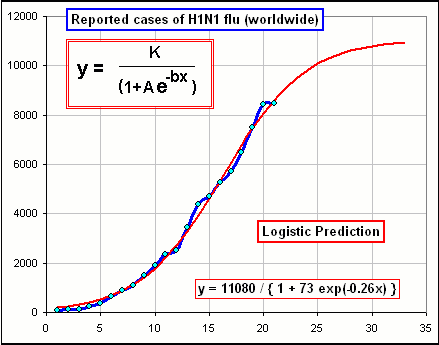 12000
10000
8000
6000
4000
2000
0
Reported cases of H1N1 flu (worldwide)
y = K
(1+Ae-bx )
Logistic Prediction
y = 11080 / { 1 + 73 exp(-0.26x) }
0 5 10 15 20 25 30 35